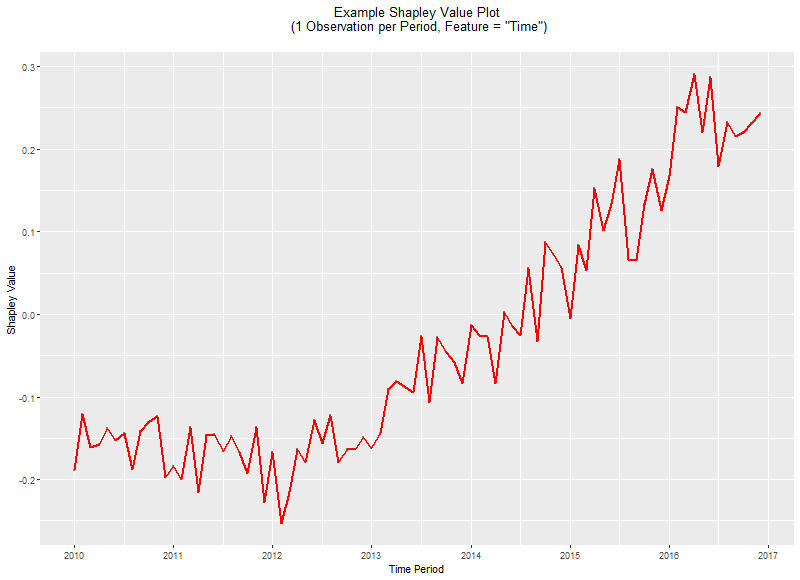 Example Shapley Value Plot
(1 Observation per Period, Feature = "Time")
0.3
0.2
0.1
0.0
-0.1
-0.2
Shapley Value
2010 2011 2012 2013 2014 2015 2016 2017
Time Period